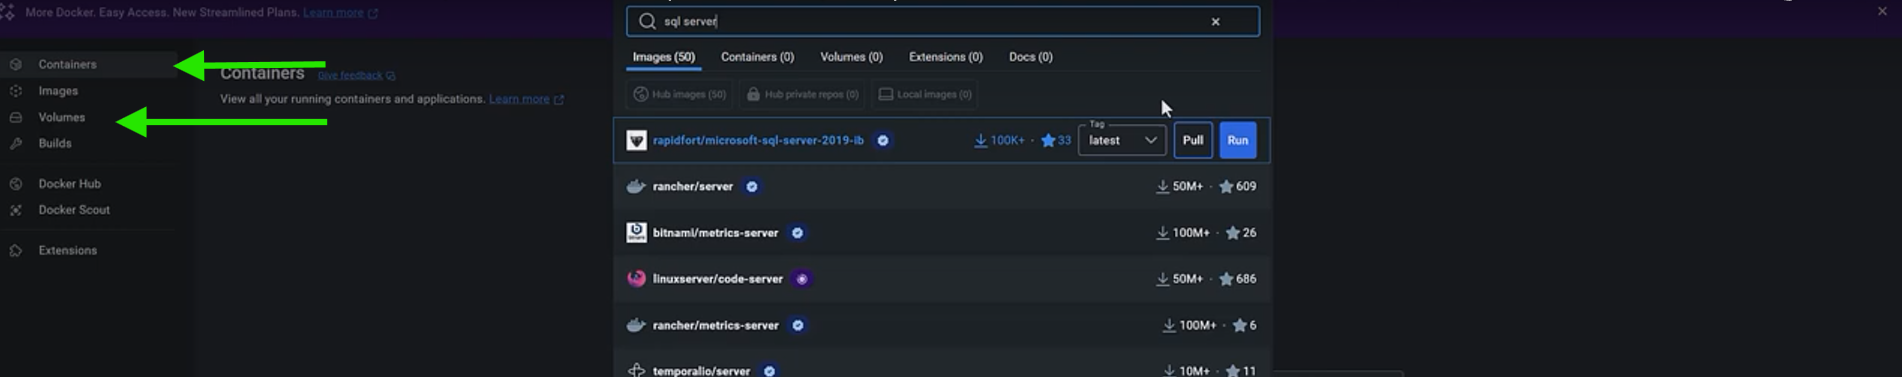 More Docker. Easy Access. New Streamlined Plans. Learn more
Containers
Images
Volumes
Builds
Docker Hub
Docker Scout
Extensions
Containers Give feedback
View all your running containers and applications. Learn more
sql server
Images (50) Containers (0) Volumes (0) Extensions (0) Docs (0)
Hub images (50) Hub private repos (0) Local images (0)
rapidfort/microsoft-sql-server-2019-ib 100K+ · 33 Tag latest Pull Run
rancher/server 50M+ · 609
bitnami/metrics-server 100M+ · 26
linuxserver/code-server 50M+ · 686
rancher/metrics-server 100M+ · 6
temporalio/server 10M+ · 11